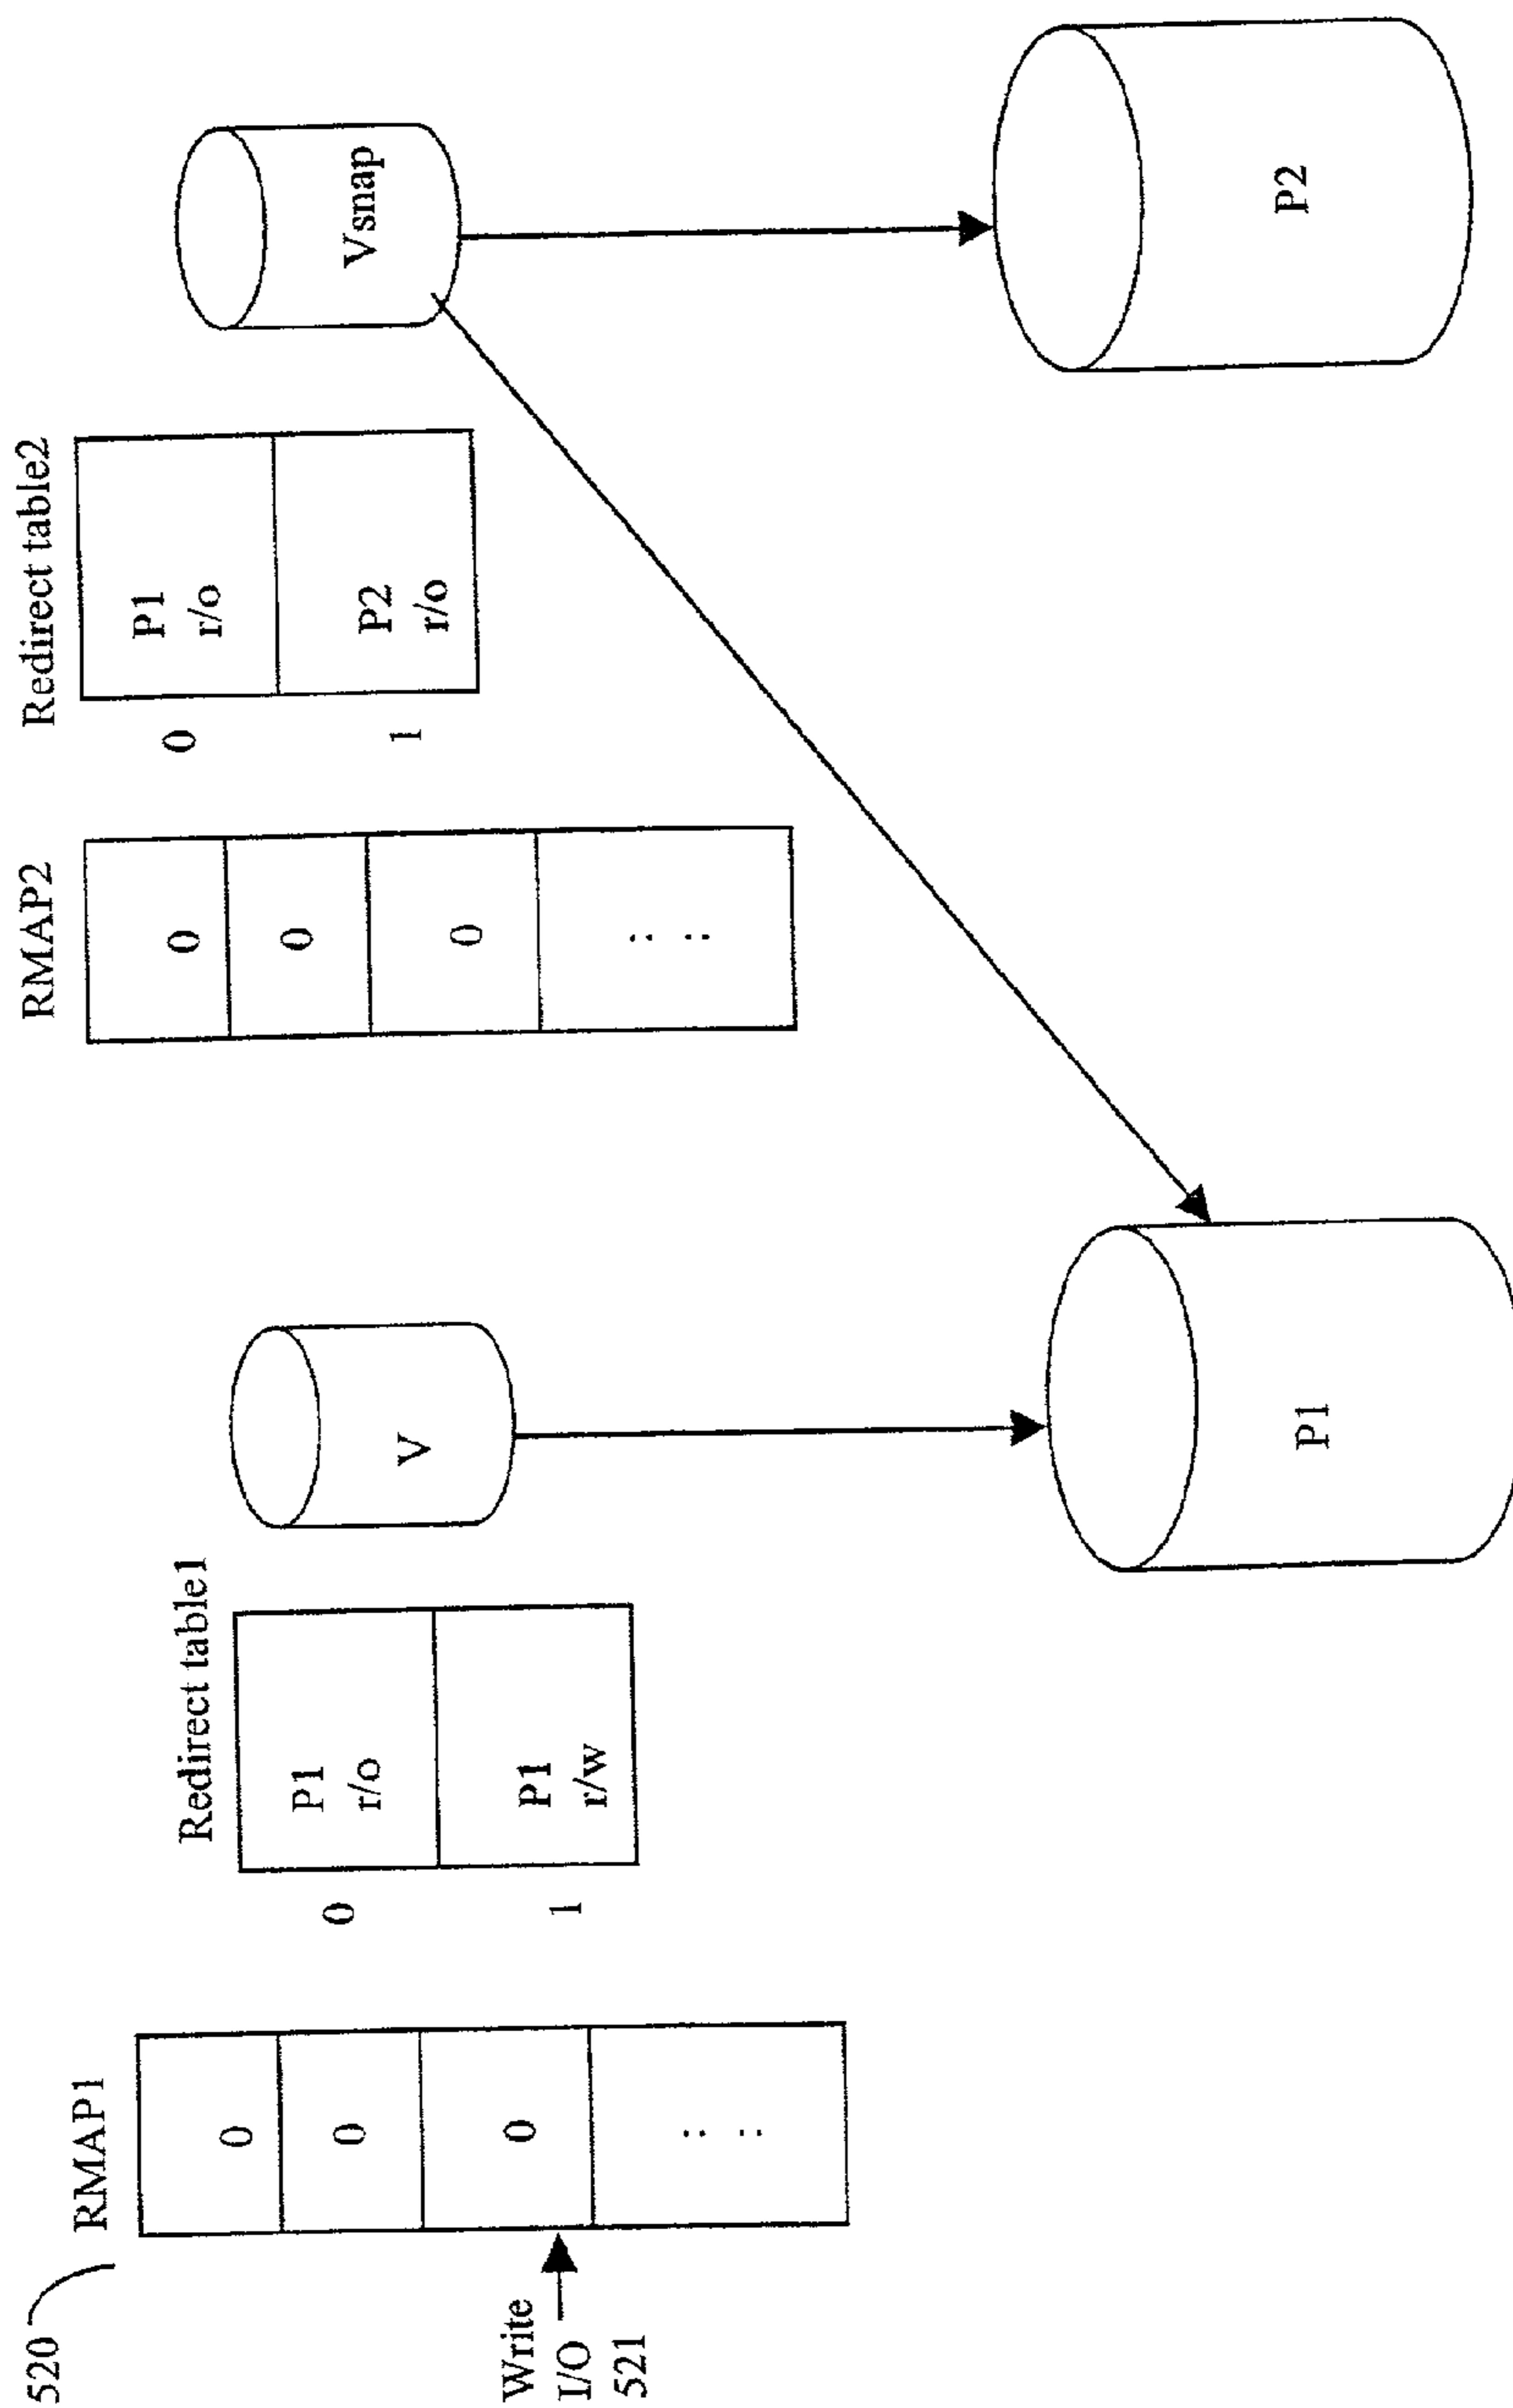 520
RMAP1
0
0
0
:
:
Write
I/O
521
Redirect table1
0
P1
r/o
1
P1
r/w
V
P1
RMAP2
0
0
0
:
:
Redirect table2
0
P1
r/o
1
P2
r/o
Vsnap
P2